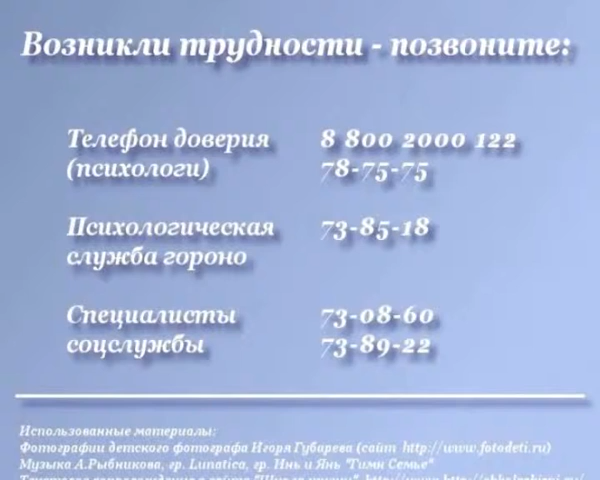 Возникли трудности - позвоните:
Телефон доверия 8 800 2000 122
(психологи) 78-75-75
Психологическая 73-85-18
служба гороно
Специалисты 73-08-60
соцслужбы 73-89-22
Использованные материалы:
Фотографии детского фотографа Игоря Губарева (сайт http://www.fotodeti.ru)
Музыка А.Рыбникова, гр. Lunatica, гр. Инь и Янь "Гимн Семье"